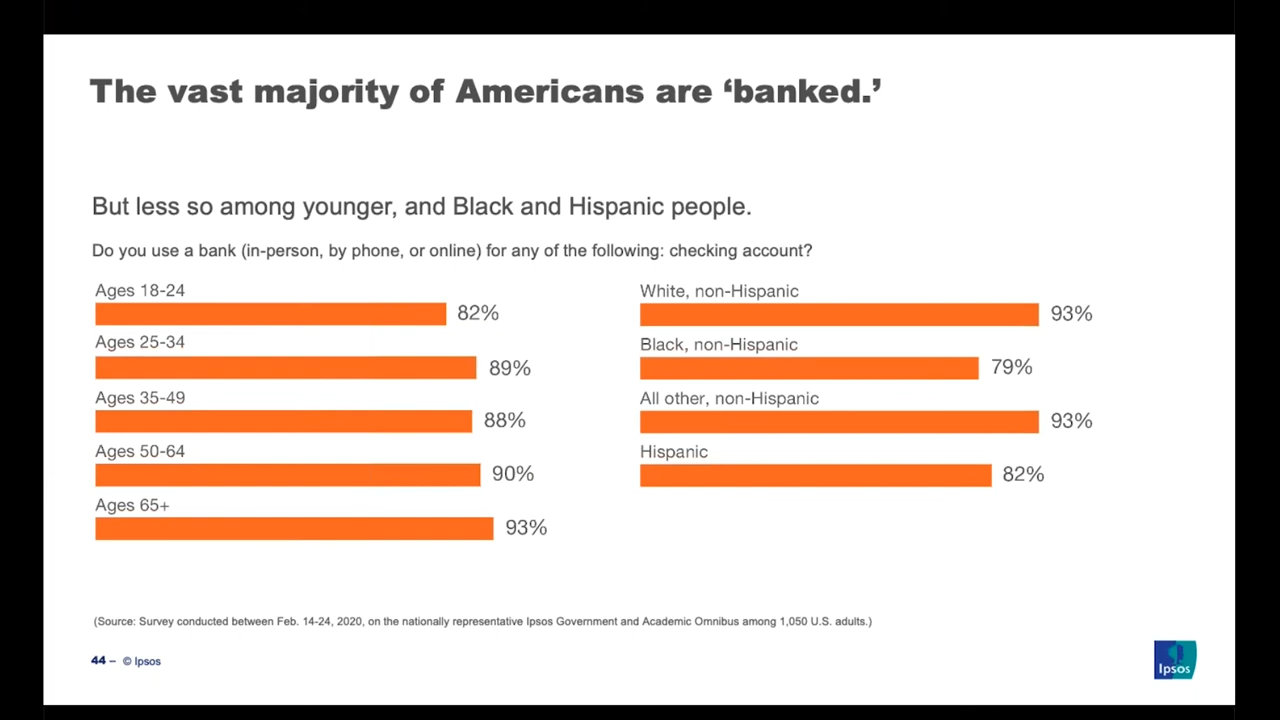 The vast majority of Americans are ‘banked.’
But less so among younger, and Black and Hispanic people.
Do you use a bank (in-person, by phone, or online) for any of the following: checking account?
Ages 18-24
82%
Ages 25-34
89%
Ages 35-49
88%
Ages 50-64
90%
Ages 65+
93%
White, non-Hispanic
93%
Black, non-Hispanic
79%
All other, non-Hispanic
93%
Hispanic
82%
(Source: Survey conducted between Feb. 14-24, 2020, on the nationally representative Ipsos Government and Academic Omnibus among 1,050 U.S. adults.)
44 – © Ipsos
Ipsos